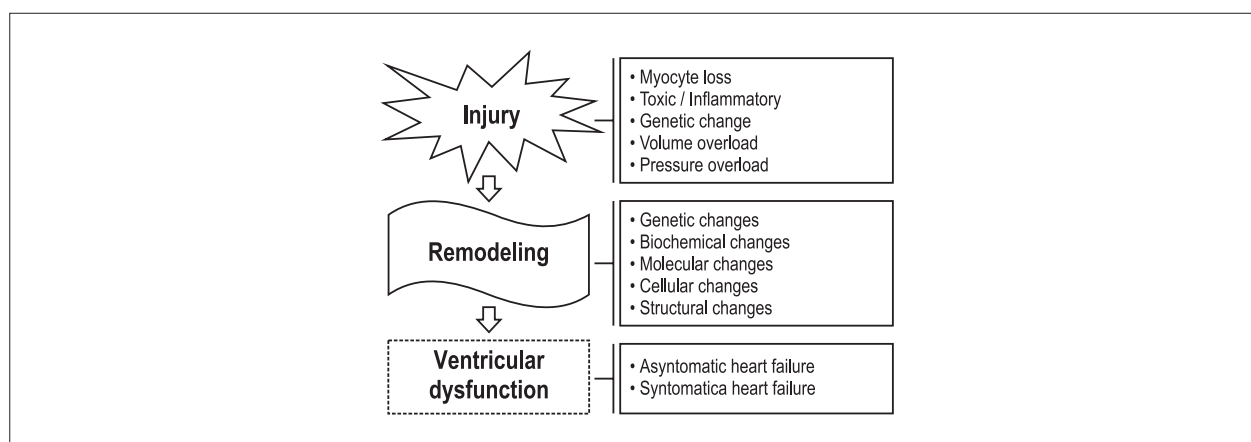 Injury
• Myocyte loss
• Toxic / Inflammatory
• Genetic change
• Volume overload
• Pressure overload
Remodeling
• Genetic changes
• Biochemical changes
• Molecular changes
• Cellular changes
• Structural changes
Ventricular
dysfunction
• Asyntomatic heart failure
• Syntomatica heart failure